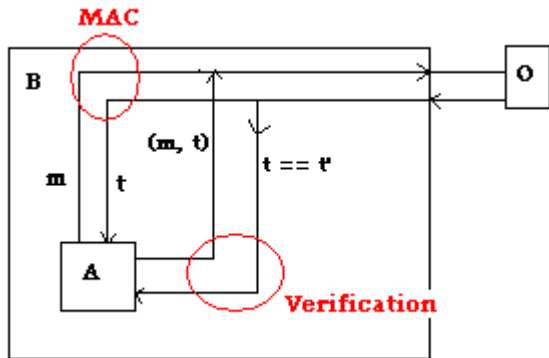 MAC
B
O
(m, t)
m
t
t == t'
A
Verification